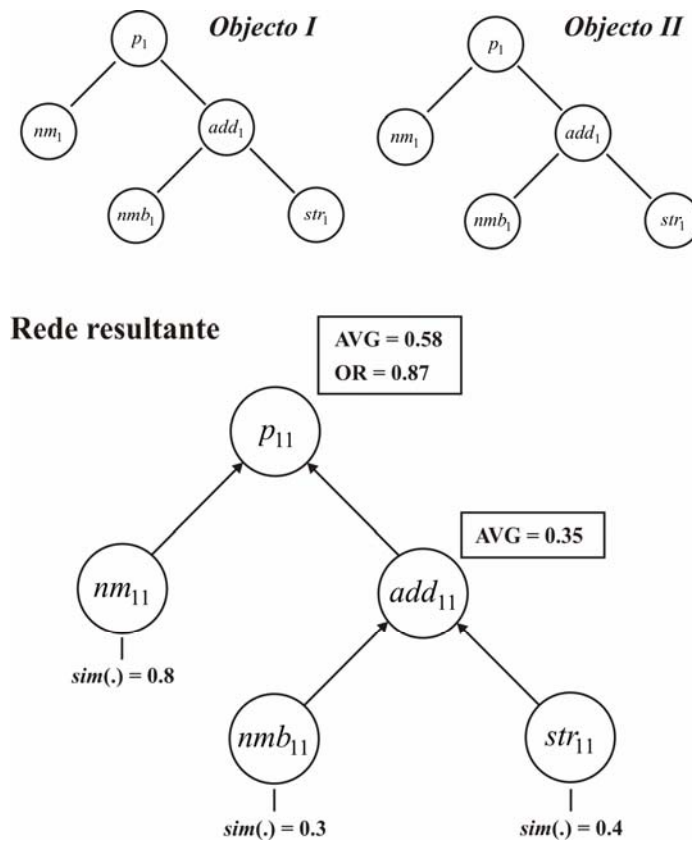 Objecto I
p₁
nm₁
add₁
nmb₁
str₁
Objecto II
p₁
nm₁
add₁
nmb₁
str₁
Rede resultante
AVG = 0.58
OR = 0.87
p₁₁
AVG = 0.35
nm₁₁
add₁₁
sim(.) = 0.8
nmb₁₁
str₁₁
sim(.) = 0.3
sim(.) = 0.4